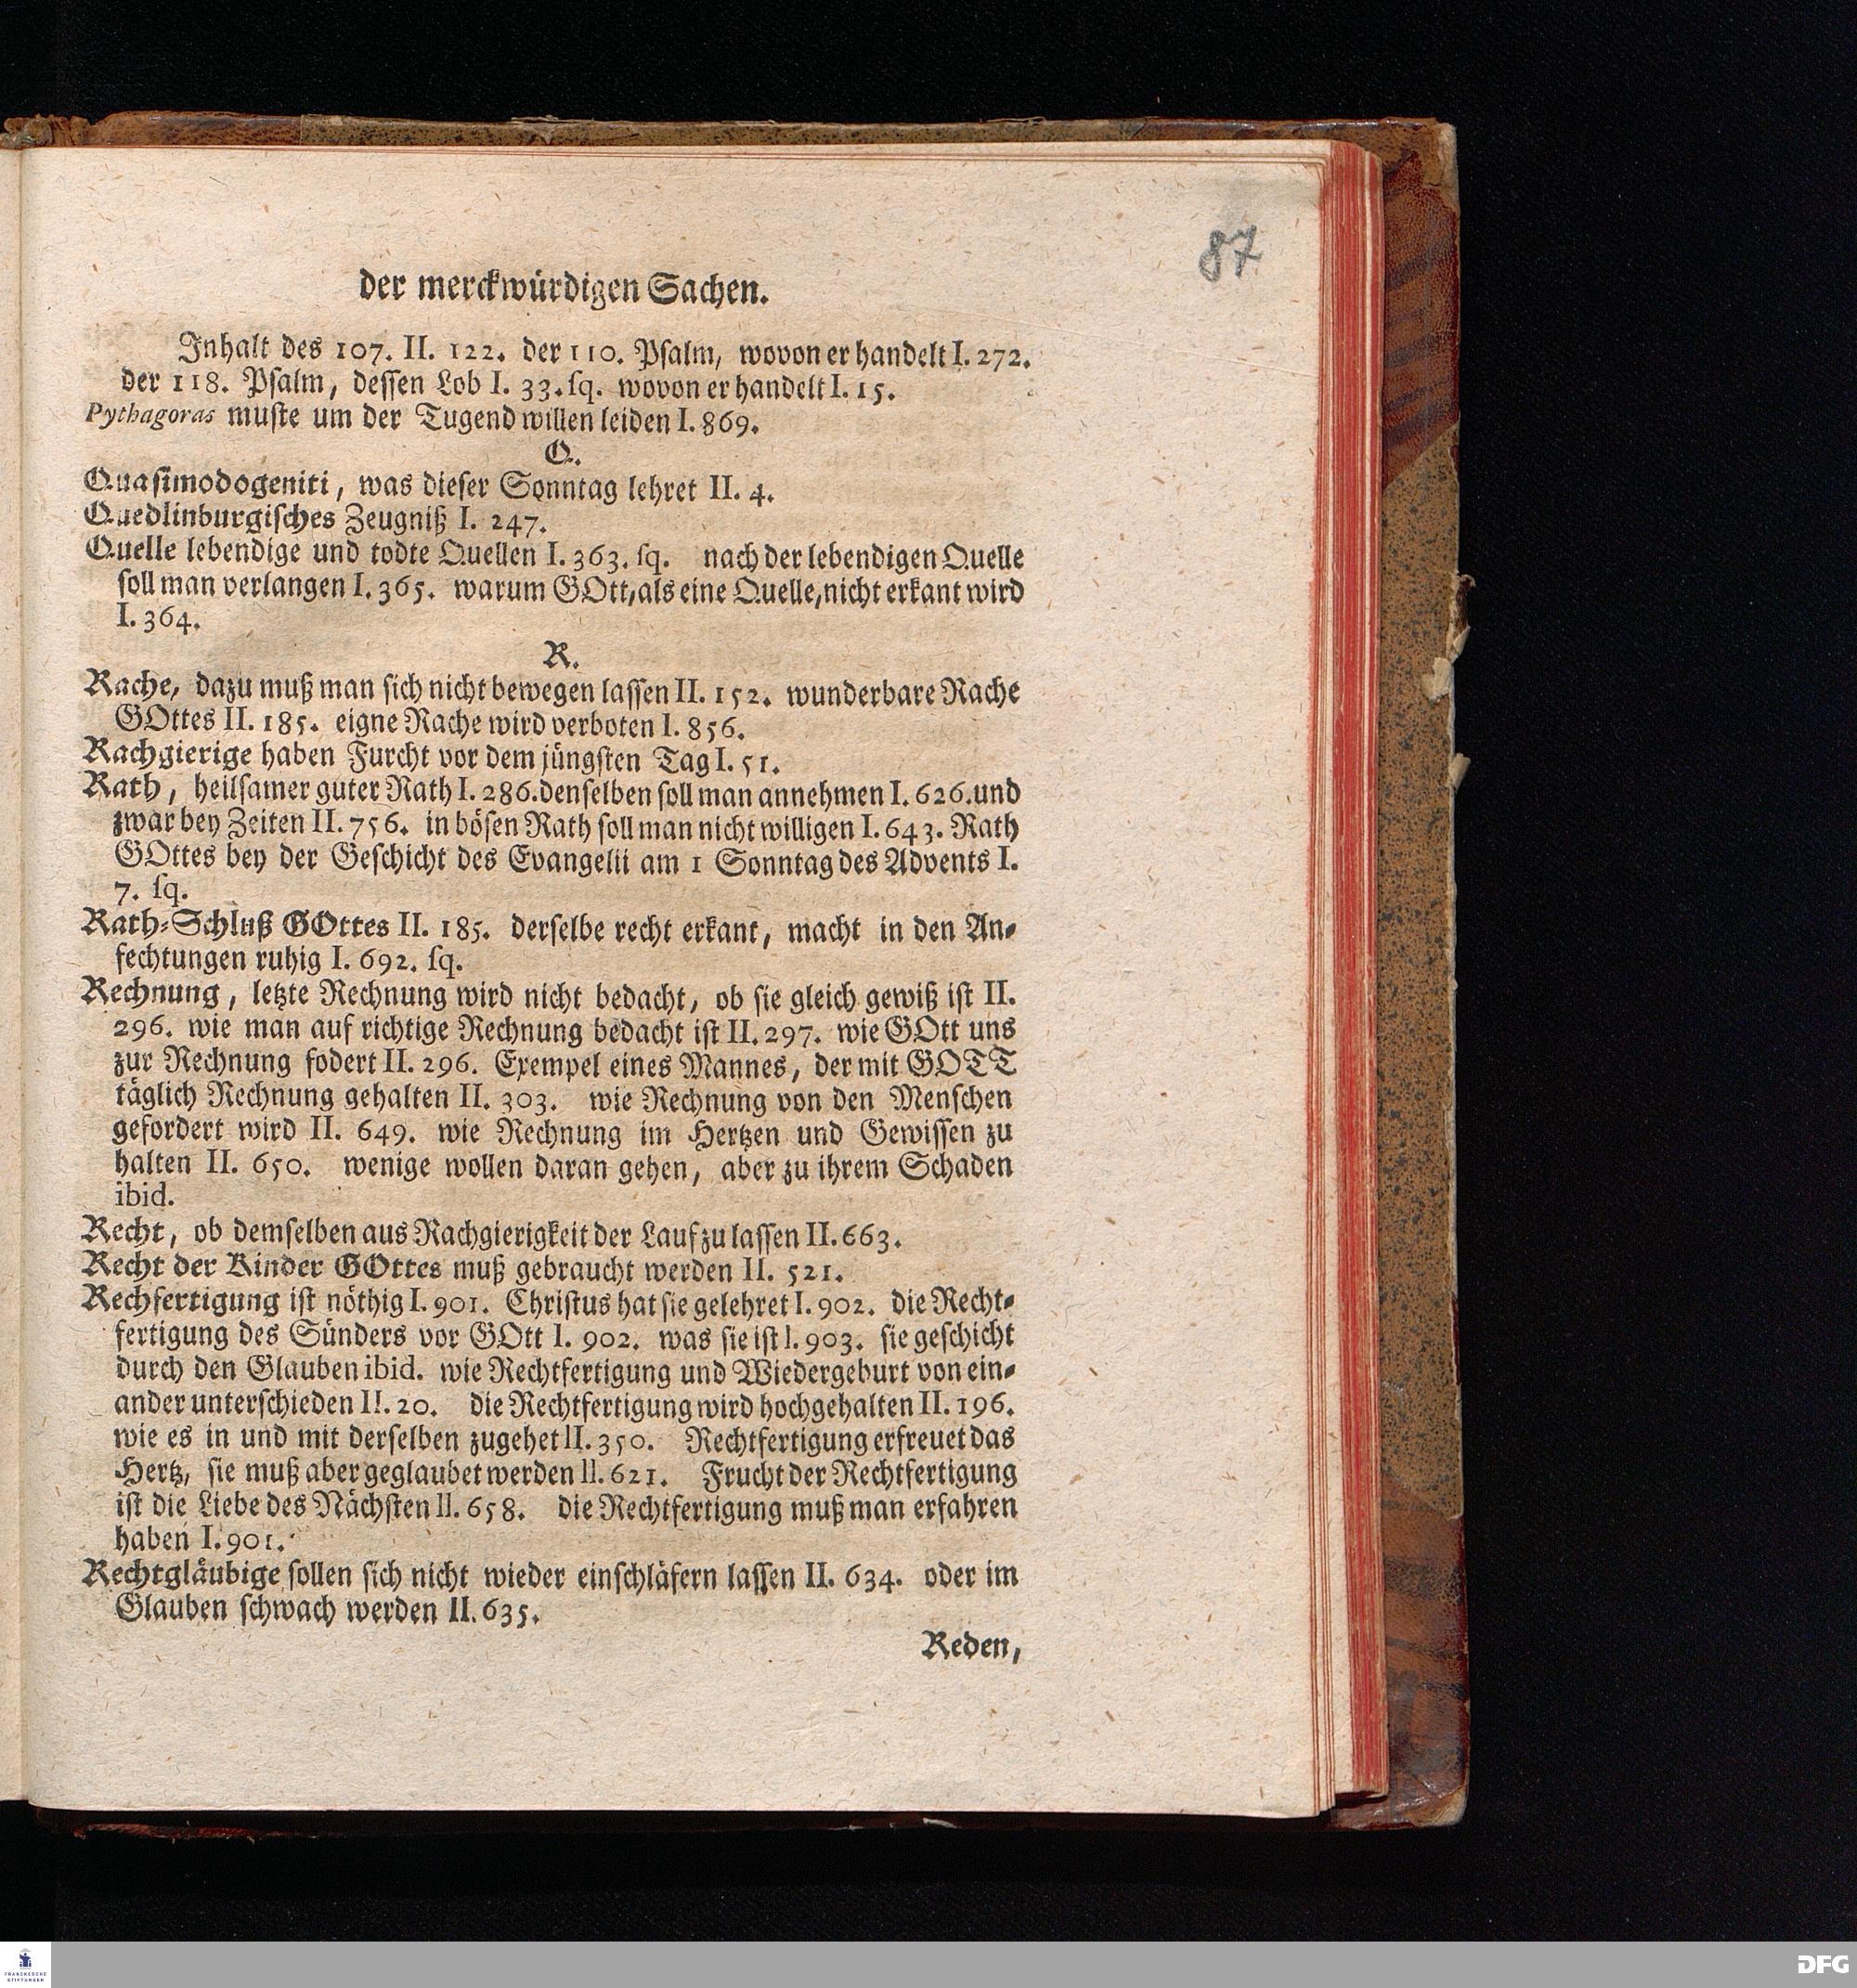 87
der merckwürdigen Sachen.
Inhalt des 107. II. 122. der 110. Psalm, wovon er handelt I. 272.
der 118. Psalm, dessen Lob I. 33. sq. wovon er handelt I. 15.
Pythagoras muste um der Tugend willen leiden I. 869.
Q.
Quasimodogeniti, was dieser Sonntag lehret II. 4.
Quedlinburgisches Zeugniß I. 247.
Quelle lebendige und todte Quellen I. 363. sq. nach der lebendigen Quelle
soll man verlangen I. 365. warum GOtt, als eine Quelle, nicht erkant wird
I. 364.
R.
Rache, dazu muß man sich nicht bewegen lassen II. 152. wunderbare Rache
GOttes II. 185. eigne Rache wird verboten I. 856.
Rachgierige haben Furcht vor dem jüngsten Tag I. 51.
Rath, heilsamer guter Rath I. 286. denselben soll man annehmen I. 626. und
zwar bey Zeiten II. 756. in bösen Rath soll man nicht willigen I. 643. Rath
GOttes bey der Geschicht des Evangelii am 1 Sonntag des Advents I.
7. sq.
Rath-Schluß GOttes II. 185. derselbe recht erkant, macht in den An-
fechtungen ruhig I. 692. sq.
Rechnung, letzte Rechnung wird nicht bedacht, ob sie gleich gewiß ist II.
296. wie man auf richtige Rechnung bedacht ist II. 297. wie GOtt uns
zur Rechnung fodert II. 296. Exempel eines Mannes, der mit GOTT
täglich Rechnung gehalten II. 303. wie Rechnung von den Menschen
gefordert wird II. 649. wie Rechnung im Hertzen und Gewissen zu
halten II. 650. wenige wollen daran gehen, aber zu ihrem Schaden
ibid.
Recht, ob demselben aus Rachgierigkeit der Lauf zu lassen II. 663.
Recht der Kinder GOttes muß gebraucht werden II. 521.
Rechfertigung ist nöthig I. 901. Christus hat sie gelehret I. 902. die Recht-
fertigung des Sünders vor GOtt I. 902. was sie ist I. 903. sie geschicht
durch den Glauben ibid. wie Rechtfertigung und Wiedergeburt von ein-
ander unterschieden II. 20. die Rechtfertigung wird hochgehalten II. 196.
wie es in und mit derselben zugehet II. 350. Rechtfertigung erfreuet das
Hertz, sie muß aber geglaubet werden II. 621. Frucht der Rechtfertigung
ist die Liebe des Nächsten II. 658. die Rechtfertigung muß man erfahren
haben I. 901.
Rechtgläubige sollen sich nicht wieder einschläfern lassen II. 634. oder im
Glauben schwach werden II. 635.
Reden,
FRANCKESCHE
STIFTUNGEN
DFG